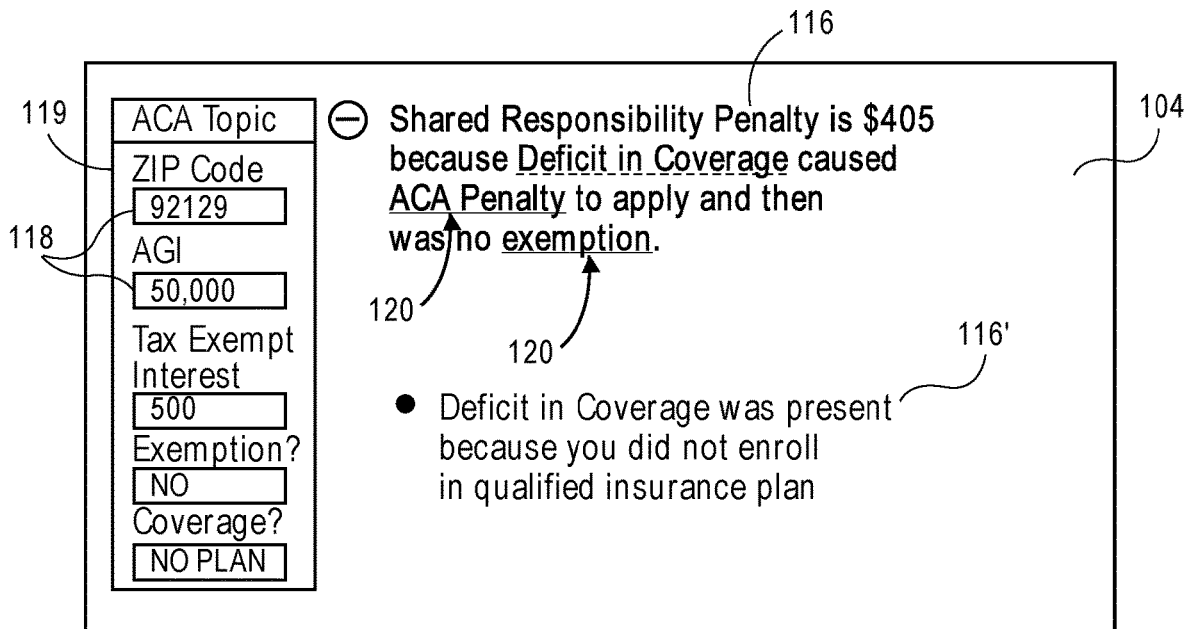 116
104
119
118
ACA Topic
ZIP Code
92129
AGI
50,000
Tax Exempt
Interest
500
Exemption?
NO
Coverage?
NO PLAN
Shared Responsibility Penalty is $405
because Deficit in Coverage caused
ACA Penalty to apply and then
was no exemption.
120
120
116'
● Deficit in Coverage was present
because you did not enroll
in qualified insurance plan